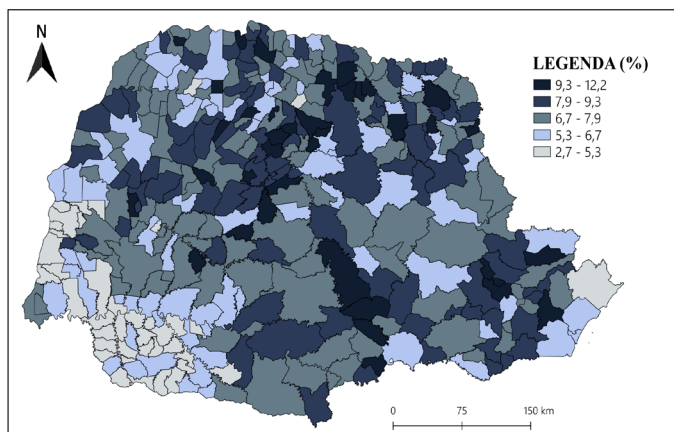 N
LEGENDA (%)
9,3 - 12,2
7,9 - 9,3
6,7 - 7,9
5,3 - 6,7
2,7 - 5,3
0 75 150 km